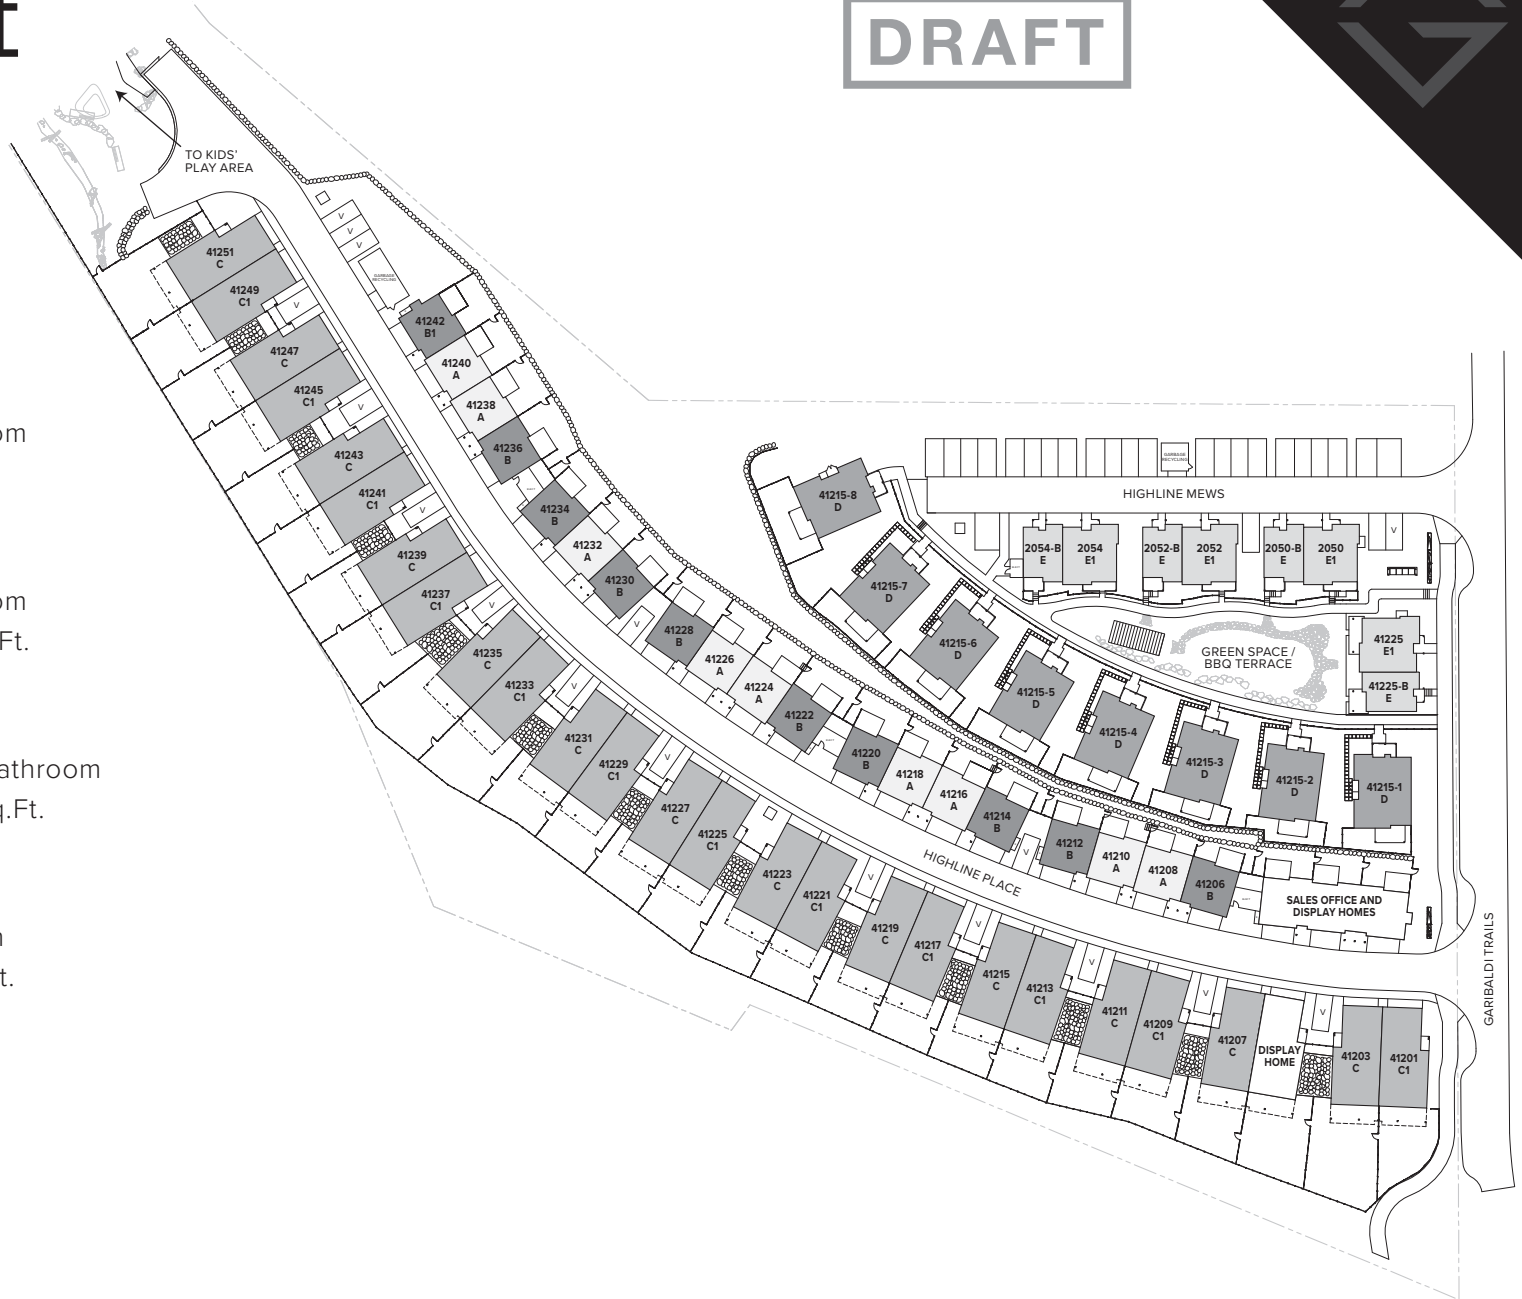 t
DRAFT
TO KIDS'
PLAY AREA
V
V
V
GARBAGE
RECYCLING
41251
C
41249
C1
V
41247
C
41245
C1
V
41243
C
41241
C1
V
41239
C
41237
C1
V
41235
C
41233
C1
V
41231
C
41229
C1
V
41227
C
41225
C1
41223
C
41221
C1
V
41219
C
41217
C1
V
41215
C
41213
C1
V
41211
C
41209
C1
V
41207
C
DISPLAY
HOME
V
41203
C
41201
C1
41242
B1
41240
A
41238
A
41236
B
41234
B
41232
A
41230
B
V
41228
B
41226
A
41224
A
41222
B
41220
B
41218
A
41216
A
41214
B
V
41212
B
41210
A
41208
A
41206
B
SALES OFFICE AND
DISPLAY HOMES
HIGHLINE PLACE
41215-8
D
41215-7
D
41215-6
D
41215-5
D
41215-4
D
41215-3
D
41215-2
D
41215-1
D
GARBAGE
RECYCLING
HIGHLINE MEWS
2054-B
E
2054
E1
2052-B
E
2052
E1
2050-B
E
2050
E1
V
GREEN SPACE /
BBQ TERRACE
41225
E1
41225-B
E
GARIBALDI TRAILS
om
om
Ft.
athroom
q.Ft.
t.